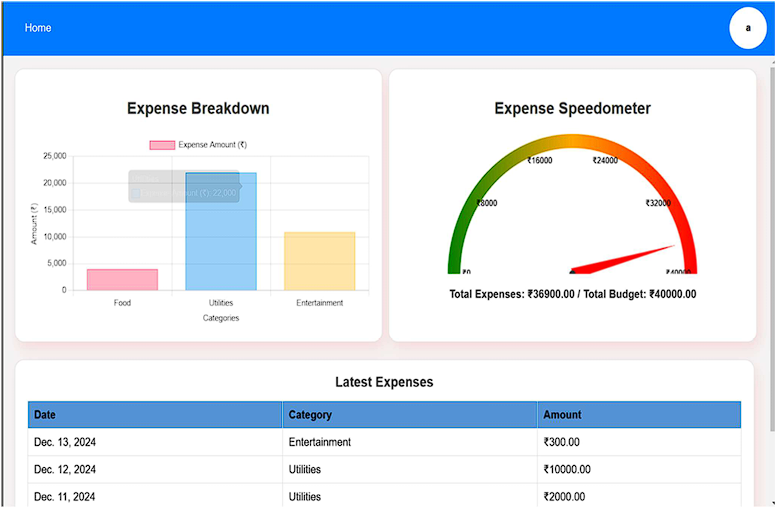 Home
a
Expense Breakdown
Expense Amount (₹)
25,000
20,000
15,000
10,000
5,000
0
Amount (₹)
22,000
Food
Utilities
Entertainment
Categories
Expense Speedometer
₹0
₹8000
₹16000
₹24000
₹32000
₹40000
Total Expenses: ₹36900.00 / Total Budget: ₹40000.00
Latest Expenses
Date Category Amount
Dec. 13, 2024 Entertainment ₹300.00
Dec. 12, 2024 Utilities ₹10000.00
Dec. 11, 2024 Utilities ₹2000.00